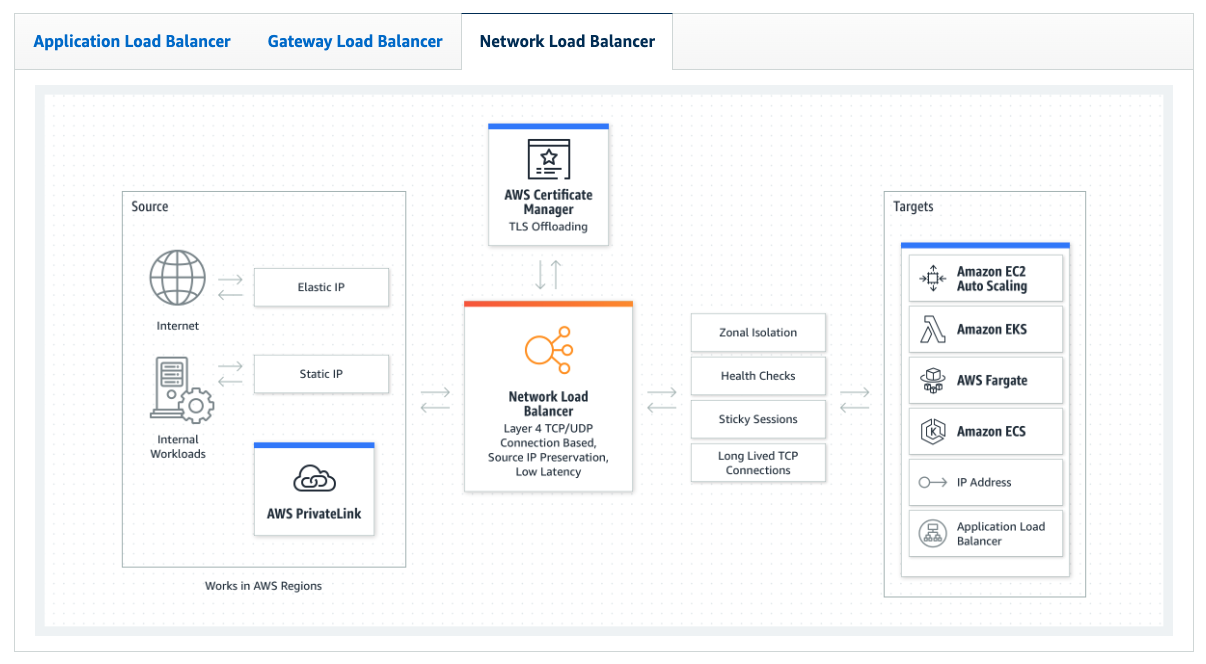 Application Load Balancer
Gateway Load Balancer
Network Load Balancer
AWS Certificate
Manager
TLS Offloading
Source
Internet
Elastic IP
Static IP
Internal
Workloads
AWS PrivateLink
Works in AWS Regions
Network Load
Balancer
Layer 4 TCP/UDP
Connection Based,
Source IP Preservation,
Low Latency
Zonal Isolation
Health Checks
Sticky Sessions
Long Lived TCP
Connections
Targets
Amazon EC2
Auto Scaling
Amazon EKS
AWS Fargate
Amazon ECS
IP Address
Application Load
Balancer